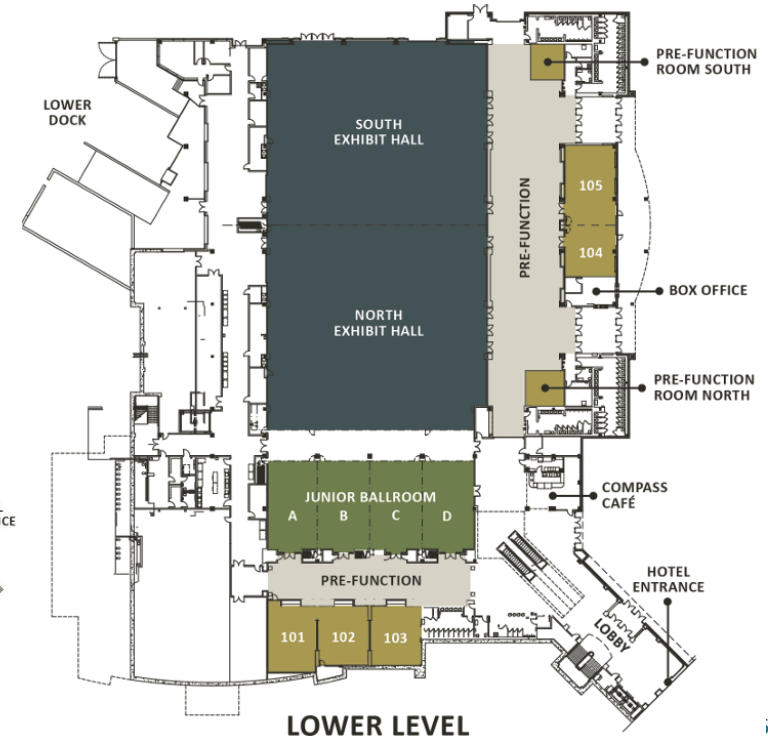 PRE-FUNCTION
ROOM SOUTH
LOWER
DOCK
SOUTH
EXHIBIT HALL
105
PRE-FUNCTION
104
BOX OFFICE
NORTH
EXHIBIT HALL
PRE-FUNCTION
ROOM NORTH
COMPASS
CAFÉ
JUNIOR BALLROOM
A B C D
ICE
HOTEL
ENTRANCE
PRE-FUNCTION
LOBBY
101 102 103
LOWER LEVEL